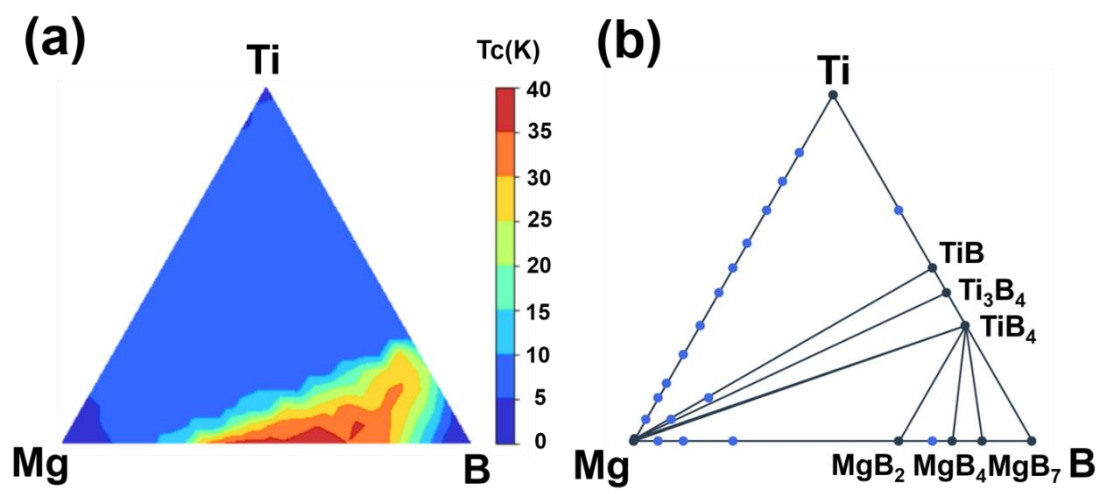 (a)
Ti
Tc(K)
40
35
30
25
20
15
10
5
0
Mg
B
(b)
Ti
TiB
Ti₃B₄
TiB₄
Mg
MgB₂ MgB₄ MgB₇ B